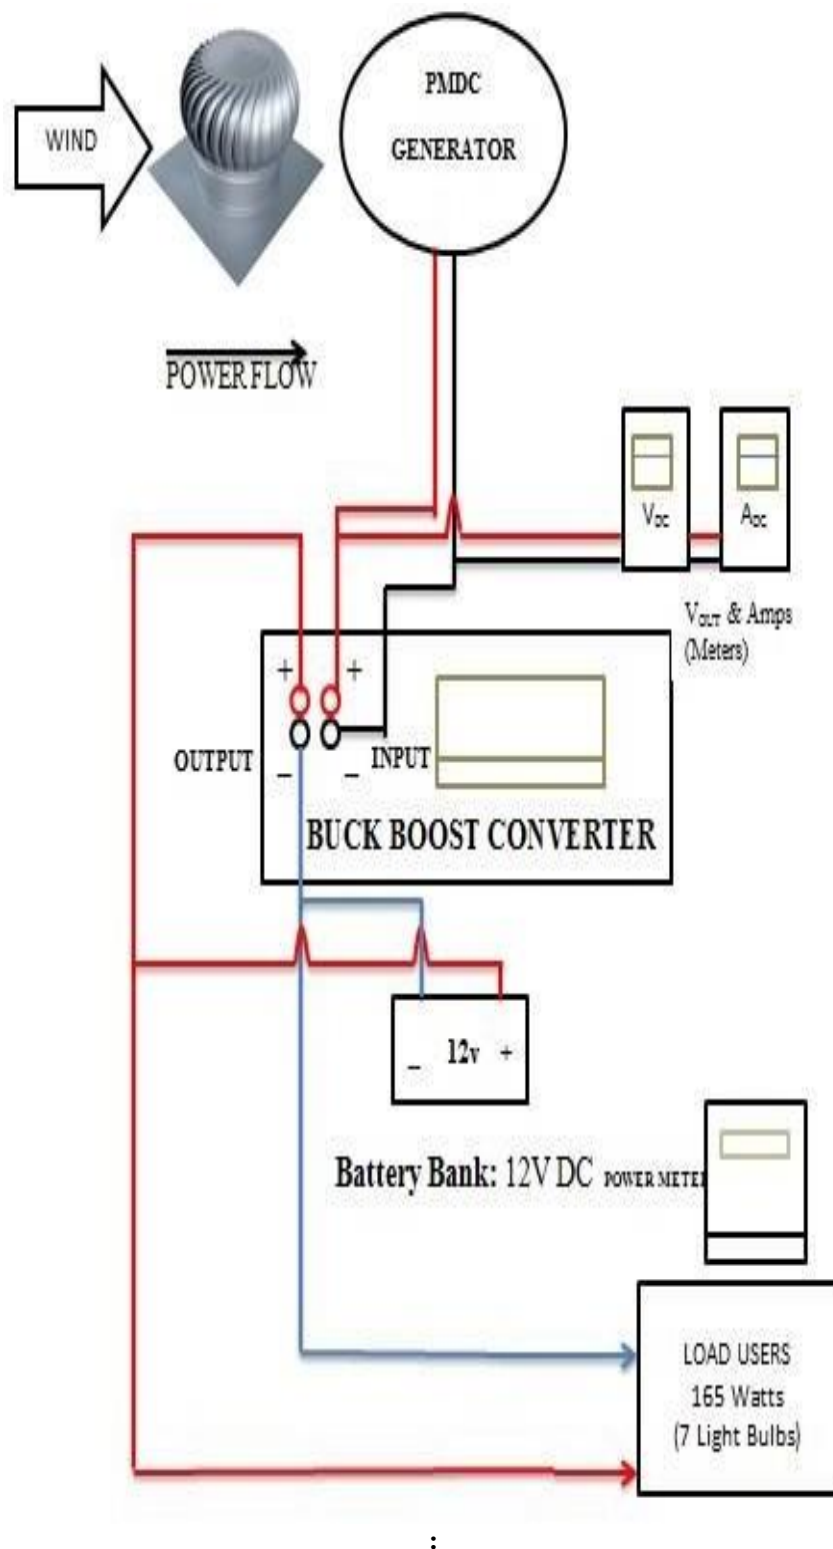 WIND
PMDC
GENERATOR
POWER FLOW
VDC
ADC
VOUT & Amps
(Meters)
+ +
OUTPUT
INPUT
_ _
BUCK BOOST CONVERTER
_ 12v +
Battery Bank: 12V DC
POWER METE
LOAD USERS
165 Watts
(7 Light Bulbs)
: